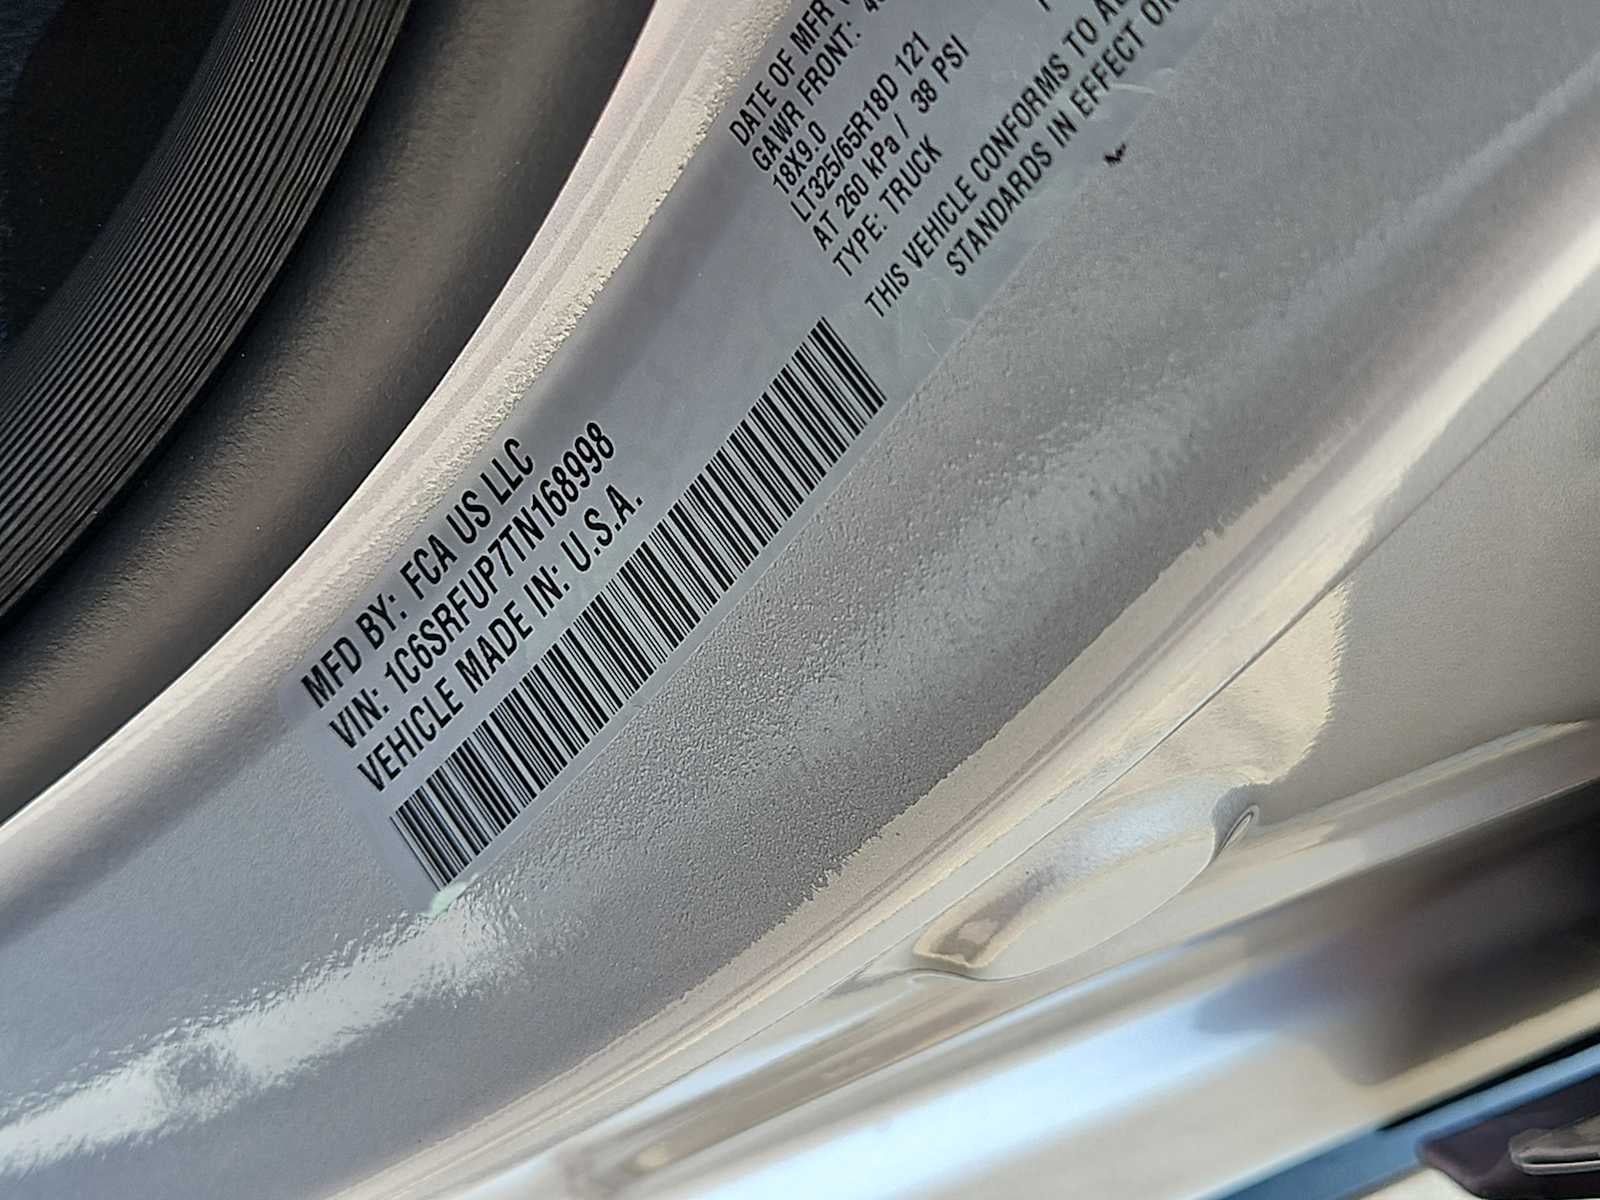 MFD BY: FCA US LLC
VIN: 1C6SRFUP7TN168998
VEHICLE MADE IN: U.S.A.
DATE OF MFR
GAWR FRONT:
18X9.0
LT325/65R18D 121
AT 260 kPa / 38 PSI
TYPE: TRUCK
THIS VEHICLE CONFORMS TO
STANDARDS IN EFFECT